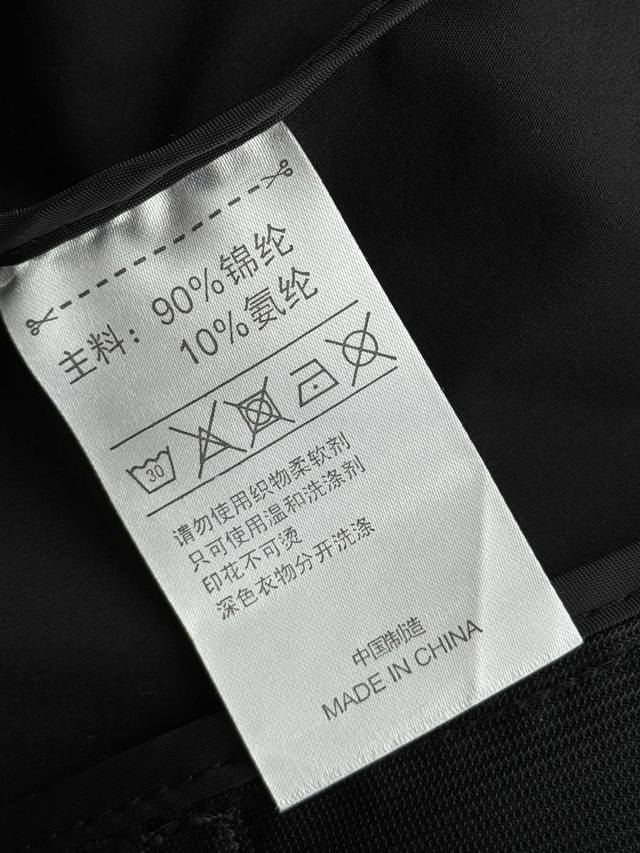 主料：90%锦纶
10%氨纶
30
请勿使用织物柔软剂
只可使用温和洗涤剂
印花不可烫
深色衣物分开洗涤
中国制造
MADE IN CHINA